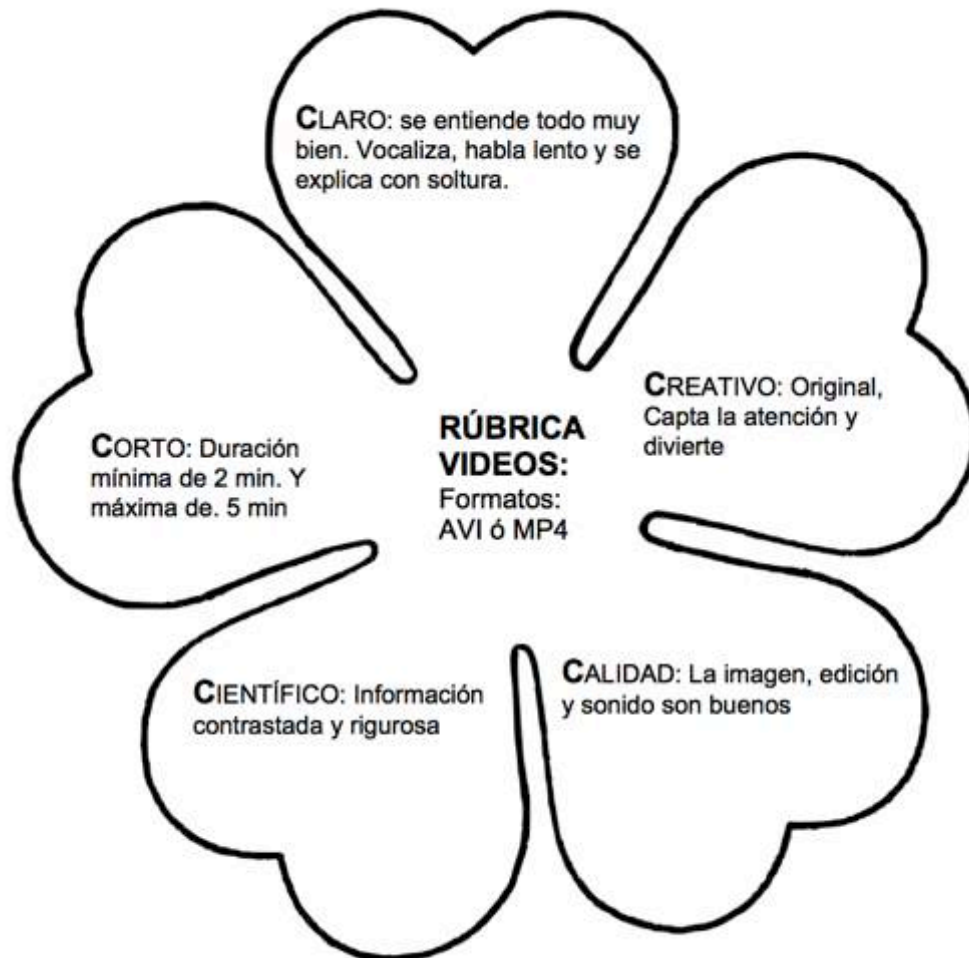 CLARO: se entiende todo muy
bien. Vocaliza, habla lento y se
explica con soltura.
CREATIVO: Original,
Capta la atención y
divierte
RÚBRICA
VIDEOS:
Formatos:
AVI ó MP4
CORTO: Duración
mínima de 2 min. Y
máxima de. 5 min
CIENTÍFICO: Información
contrastada y rigurosa
CALIDAD: La imagen, edición
y sonido son buenos